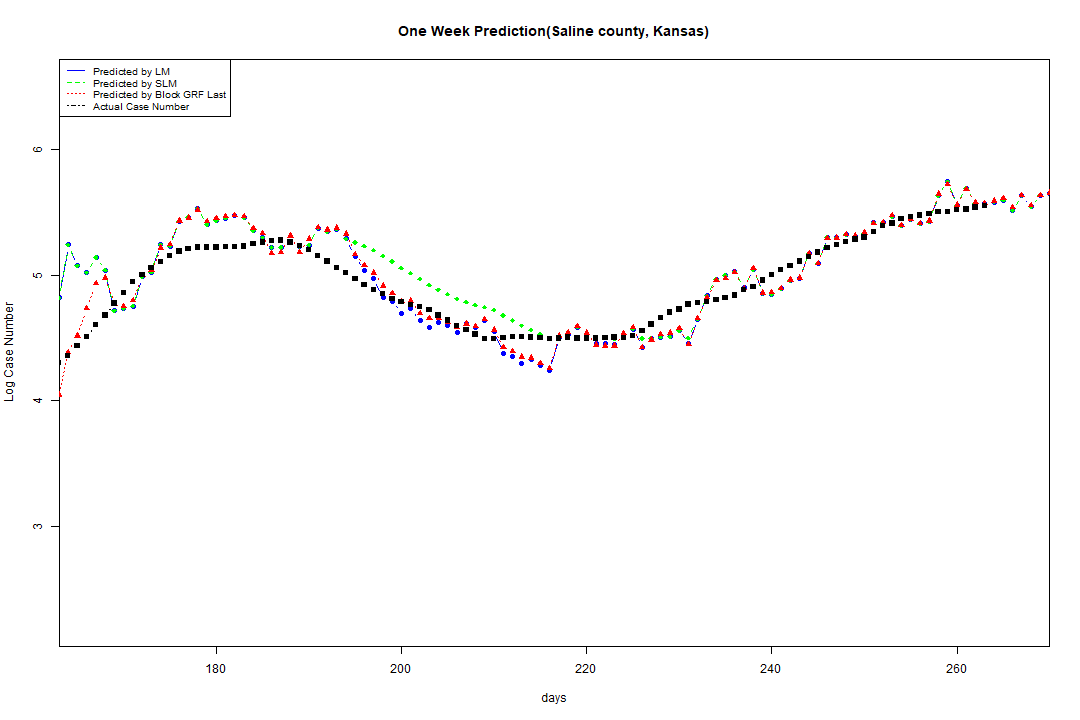 One Week Prediction(Saline county, Kansas)
Predicted by LM
Predicted by SLM
Predicted by Block GRF Last
Actual Case Number
6
5
4
3
Log Case Number
180 200 220 240 260
days